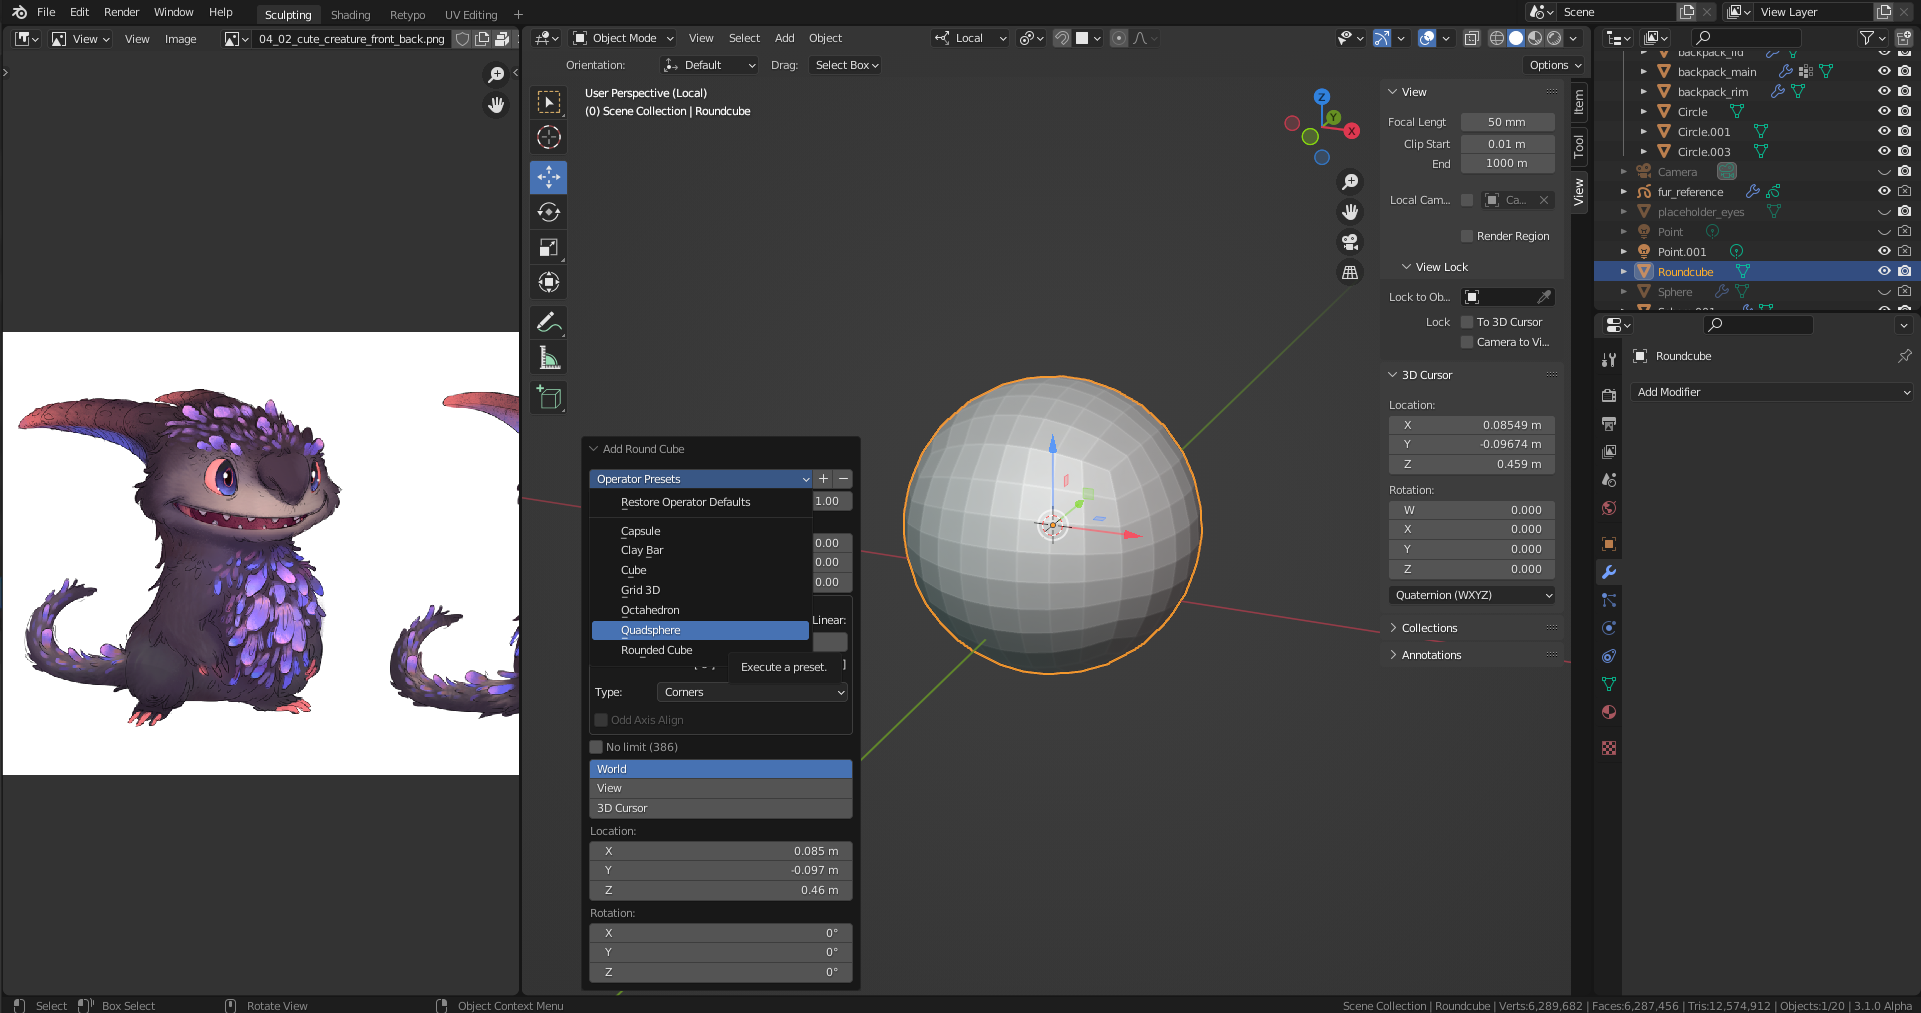 File Edit Render Window Help Sculpting Shading Retypo UV Editing + Scene View Layer
View View Image 04_02_cute_creature_front_back.png Object Mode View Select Add Object Local
Orientation: Default Drag: Select Box Options
User Perspective (Local)
(0) Scene Collection | Roundcube
Z
Y
X
Add Round Cube
Operator Presets + −
Restore Operator Defaults 1.00
Capsule
Clay Bar 0.00
Cube 0.00
Grid 3D 0.00
Octahedron
Linear:
Quadsphere
Rounded Cube
Execute a preset.
Type: Corners
Odd Axis Align
No limit (386)
World
View
3D Cursor
Location:
X 0.085 m
Y -0.097 m
Z 0.46 m
Rotation:
X 0°
Y 0°
Z 0°
View
Focal Lengt 50 mm
Clip Start 0.01 m
End 1000 m
Local Cam... Ca...
Render Region
View Lock
Lock to Ob...
Lock To 3D Cursor
Camera to Vi...
3D Cursor
Location:
X 0.08549 m
Y -0.09674 m
Z 0.459 m
Rotation:
W 0.000
X 0.000
Y 0.000
Z 0.000
Quaternion (WXYZ)
Collections
Annotations
Item
Tool
View
backpack_lid
backpack_main
backpack_rim
Circle
Circle.001
Circle.003
Camera
fur_reference
placeholder_eyes
Point
Point.001
Roundcube
Sphere
Roundcube
Add Modifier
Select Box Select Rotate View Object Context Menu Scene Collection | Roundcube | Verts:6,289,682 | Faces:6,287,456 | Tris:12,574,912 | Objects:1/20 | 3.1.0 Alpha